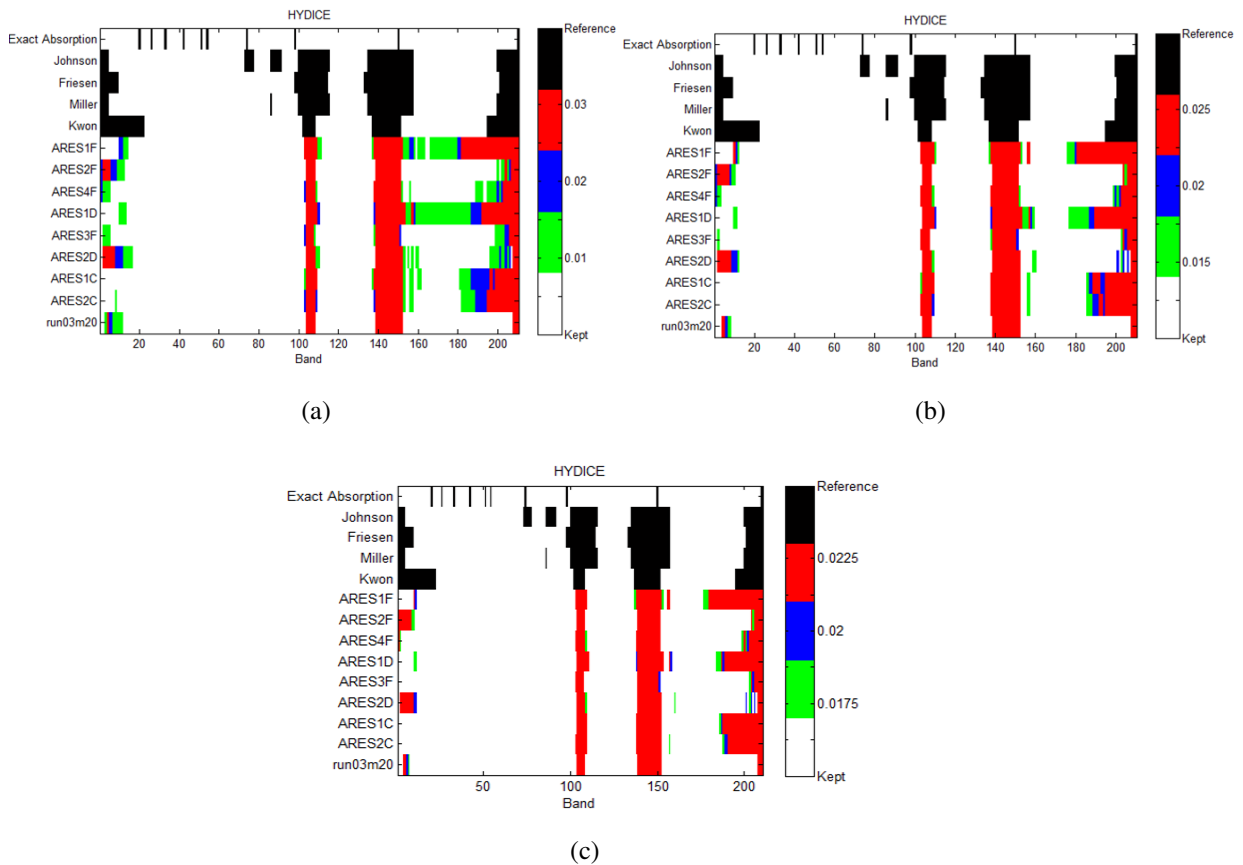 HYDICE
Exact Absorption
Johnson
Friesen
Miller
Kwon
ARES1F
ARES2F
ARES4F
ARES1D
ARES3F
ARES2D
ARES1C
ARES2C
run03m20
20 40 60 80 100 120 140 160 180 200
Band
Reference
0.03
0.02
0.01
Kept
(a)
HYDICE
Exact Absorption
Johnson
Friesen
Miller
Kwon
ARES1F
ARES2F
ARES4F
ARES1D
ARES3F
ARES2D
ARES1C
ARES2C
run03m20
20 40 60 80 100 120 140 160 180 200
Band
Reference
0.025
0.02
0.015
Kept
(b)
HYDICE
Exact Absorption
Johnson
Friesen
Miller
Kwon
ARES1F
ARES2F
ARES4F
ARES1D
ARES3F
ARES2D
ARES1C
ARES2C
run03m20
50 100 150 200
Band
Reference
0.0225
0.02
0.0175
Kept
(c)